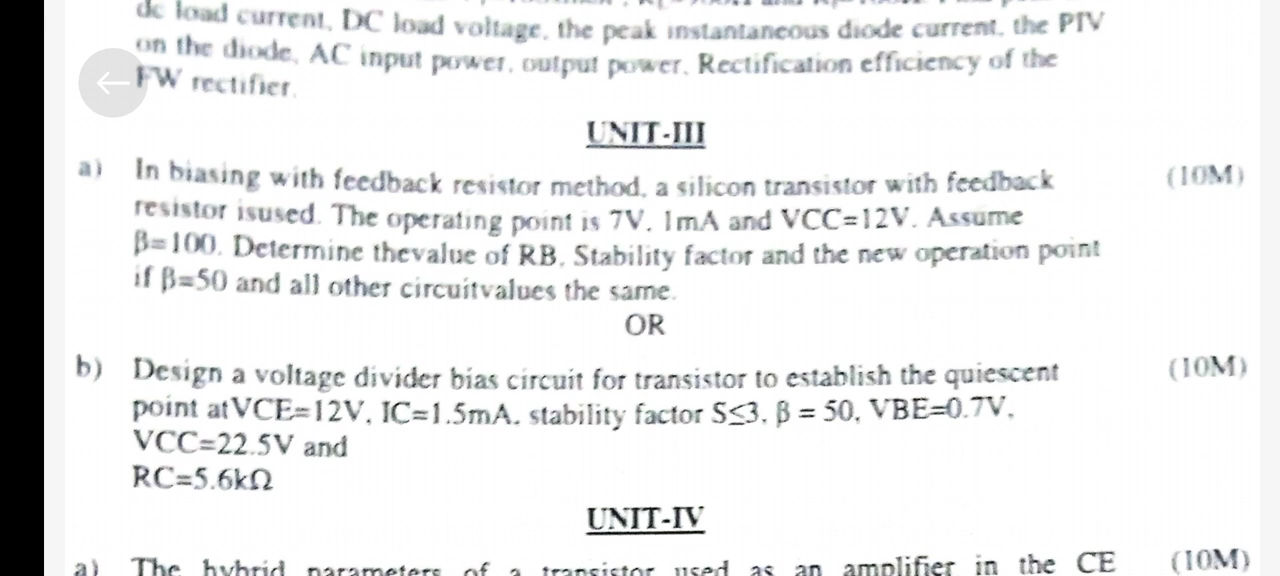 dc load current, DC load voltage, the peak instantaneous diode current, the PIV
on the diode, AC input power, output power, Rectification efficiency of the
FW rectifier.
UNIT-III
a) In biasing with feedback resistor method, a silicon transistor with feedback (10M)
resistor isused. The operating point is 7V, 1mA and VCC=12V. Assume
β=100. Determine thevalue of RB, Stability factor and the new operation point
if β=50 and all other circuitvalues the same.
OR
b) Design a voltage divider bias circuit for transistor to establish the quiescent (10M)
point atVCE=12V, IC=1.5mA, stability factor S≤3, β = 50, VBE=0.7V,
VCC=22.5V and
RC=5.6kΩ
UNIT-IV
a) The hybrid parameters of a transistor used as an amplifier in the CE (10M)